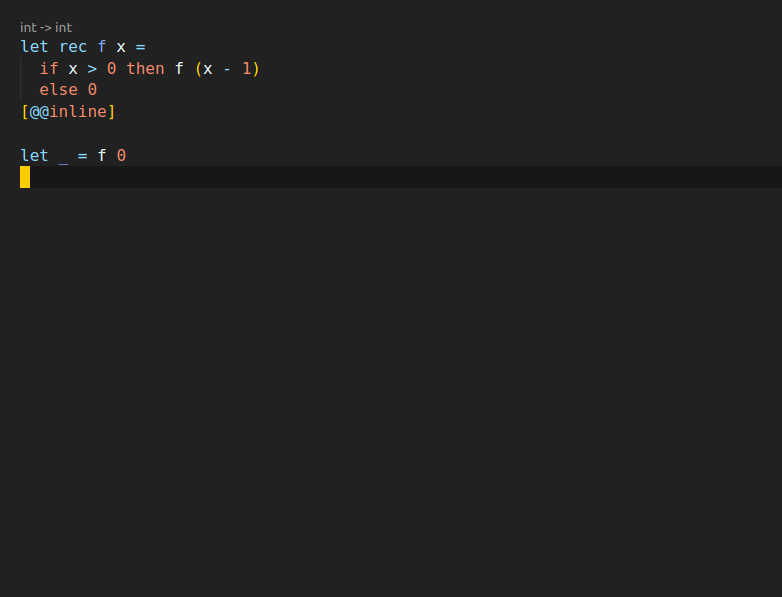 int -> int
let rec f x =
  if x > 0 then f (x - 1)
  else 0
[@@inline]

let _ = f 0